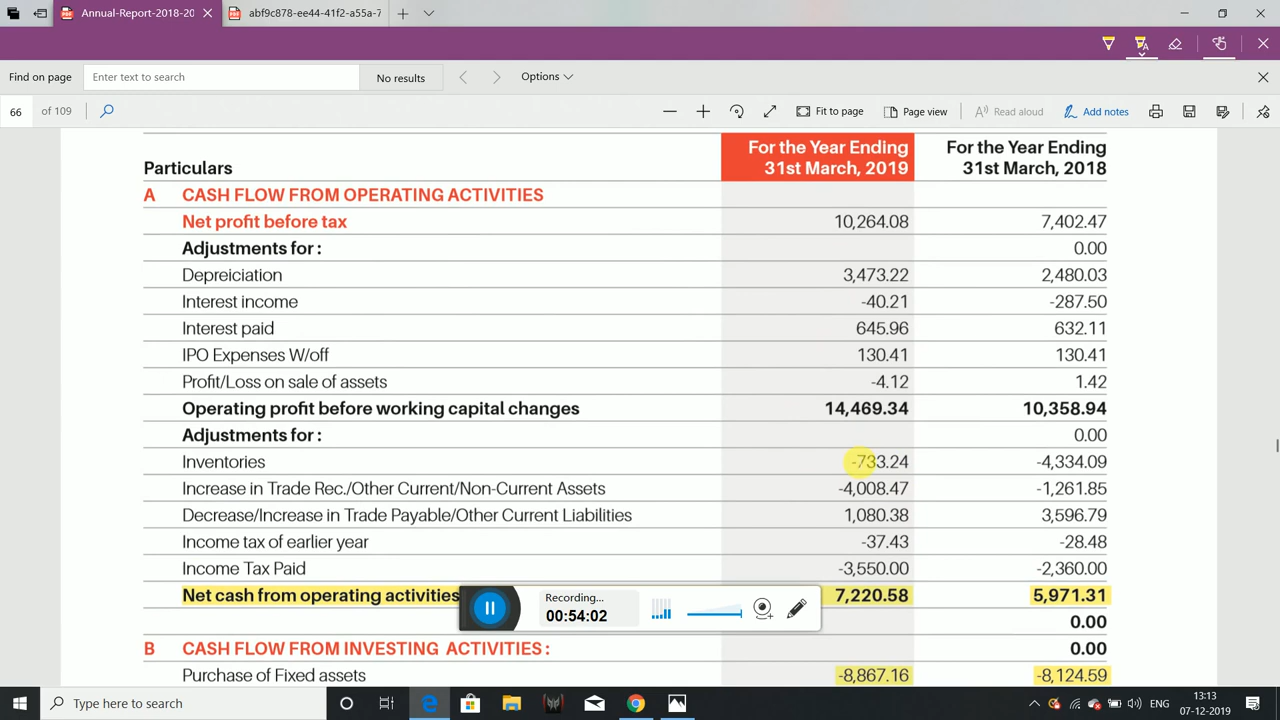 Annual-Report-2018-20
abf9c878-ee44-41f2-a55a-7
Find on page
Enter text to search
No results
Options
66 of 109
Fit to page
Page view
Read aloud
Add notes
Particulars
For the Year Ending 31st March, 2019
For the Year Ending 31st March, 2018
A CASH FLOW FROM OPERATING ACTIVITIES
Net profit before tax 10,264.08 7,402.47
Adjustments for : 0.00
Depreiciation 3,473.22 2,480.03
Interest income -40.21 -287.50
Interest paid 645.96 632.11
IPO Expenses W/off 130.41 130.41
Profit/Loss on sale of assets -4.12 1.42
Operating profit before working capital changes 14,469.34 10,358.94
Adjustments for : 0.00
Inventories -733.24 -4,334.09
Increase in Trade Rec./Other Current/Non-Current Assets -4,008.47 -1,261.85
Decrease/Increase in Trade Payable/Other Current Liabilities 1,080.38 3,596.79
Income tax of earlier year -37.43 -28.48
Income Tax Paid -3,550.00 -2,360.00
Net cash from operating activities 7,220.58 5,971.31
0.00
B CASH FLOW FROM INVESTING ACTIVITIES : 0.00
Purchase of Fixed assets -8,867.16 -8,124.59
Recording...
00:54:02
Type here to search
ENG
13:13
07-12-2019